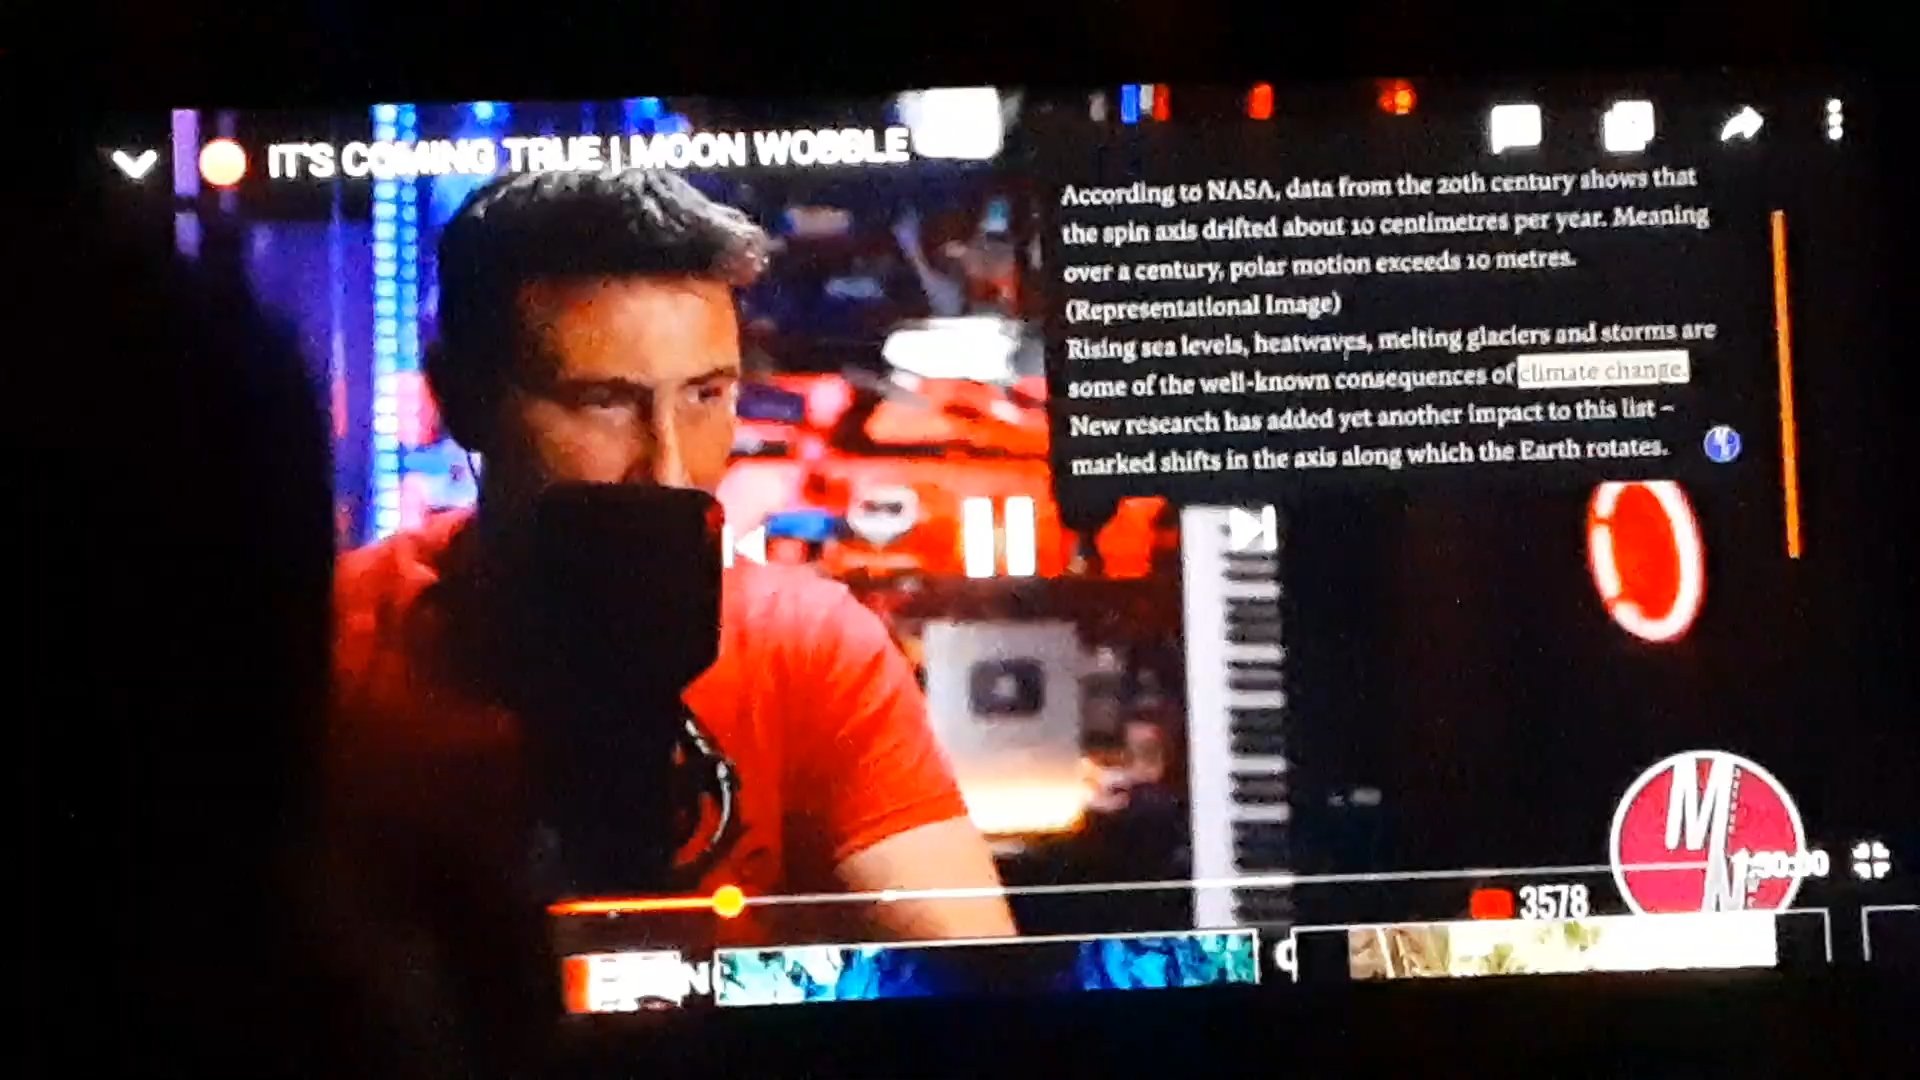 IT'S COMING TRUE | MOON WOBBLE
According to NASA, data from the 20th century shows that
the spin axis drifted about 10 centimetres per year. Meaning
over a century, polar motion exceeds 10 metres.
(Representational Image)
Rising sea levels, heatwaves, melting glaciers and storms are
some of the well-known consequences of climate change.
New research has added yet another impact to this list –
marked shifts in the axis along which the Earth rotates.
3578